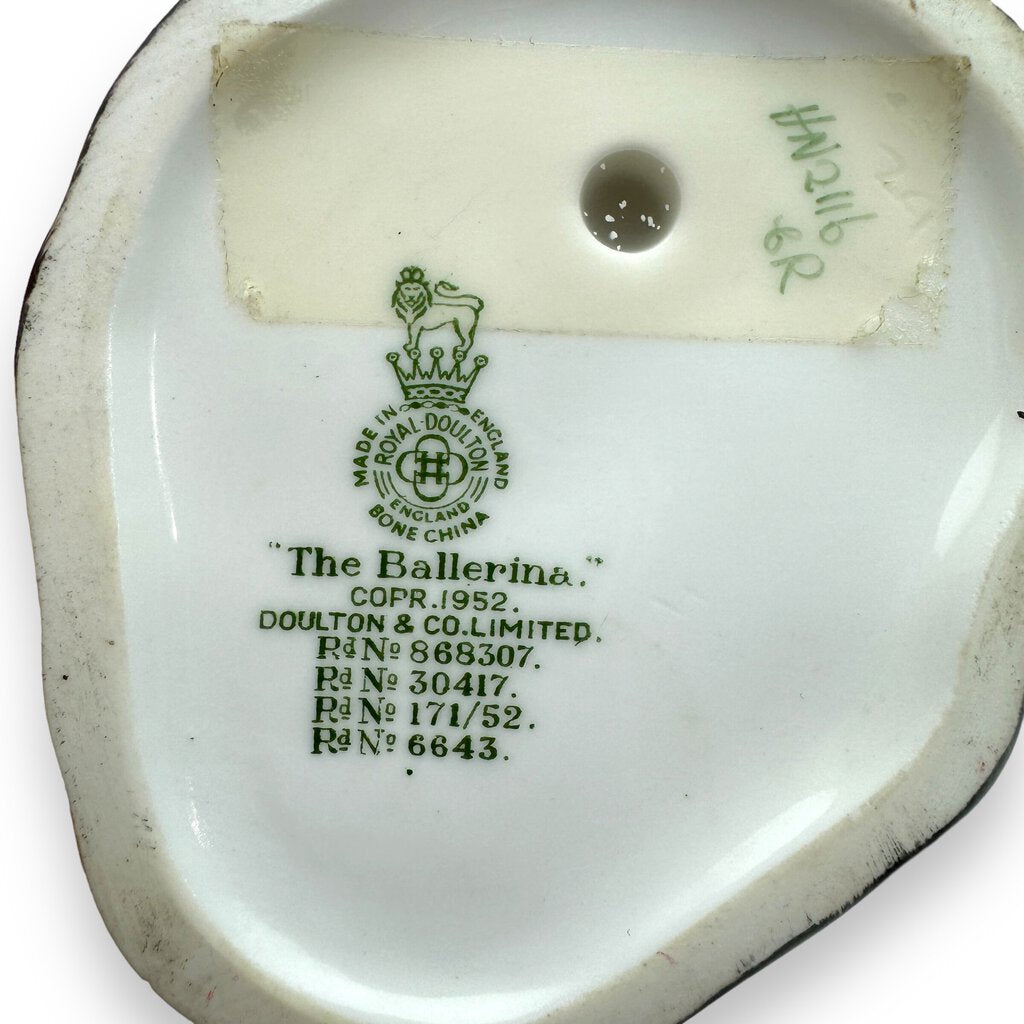 HN2116
6R
MADE IN ENGLAND
ROYAL·DOULTON
ENGLAND
BONE CHINA
"The Ballerina."
COPR.1952.
DOULTON & CO.LIMITED.
Rd No 868307.
Rd No 30417.
Rd No 171/52.
Rd No 6643.